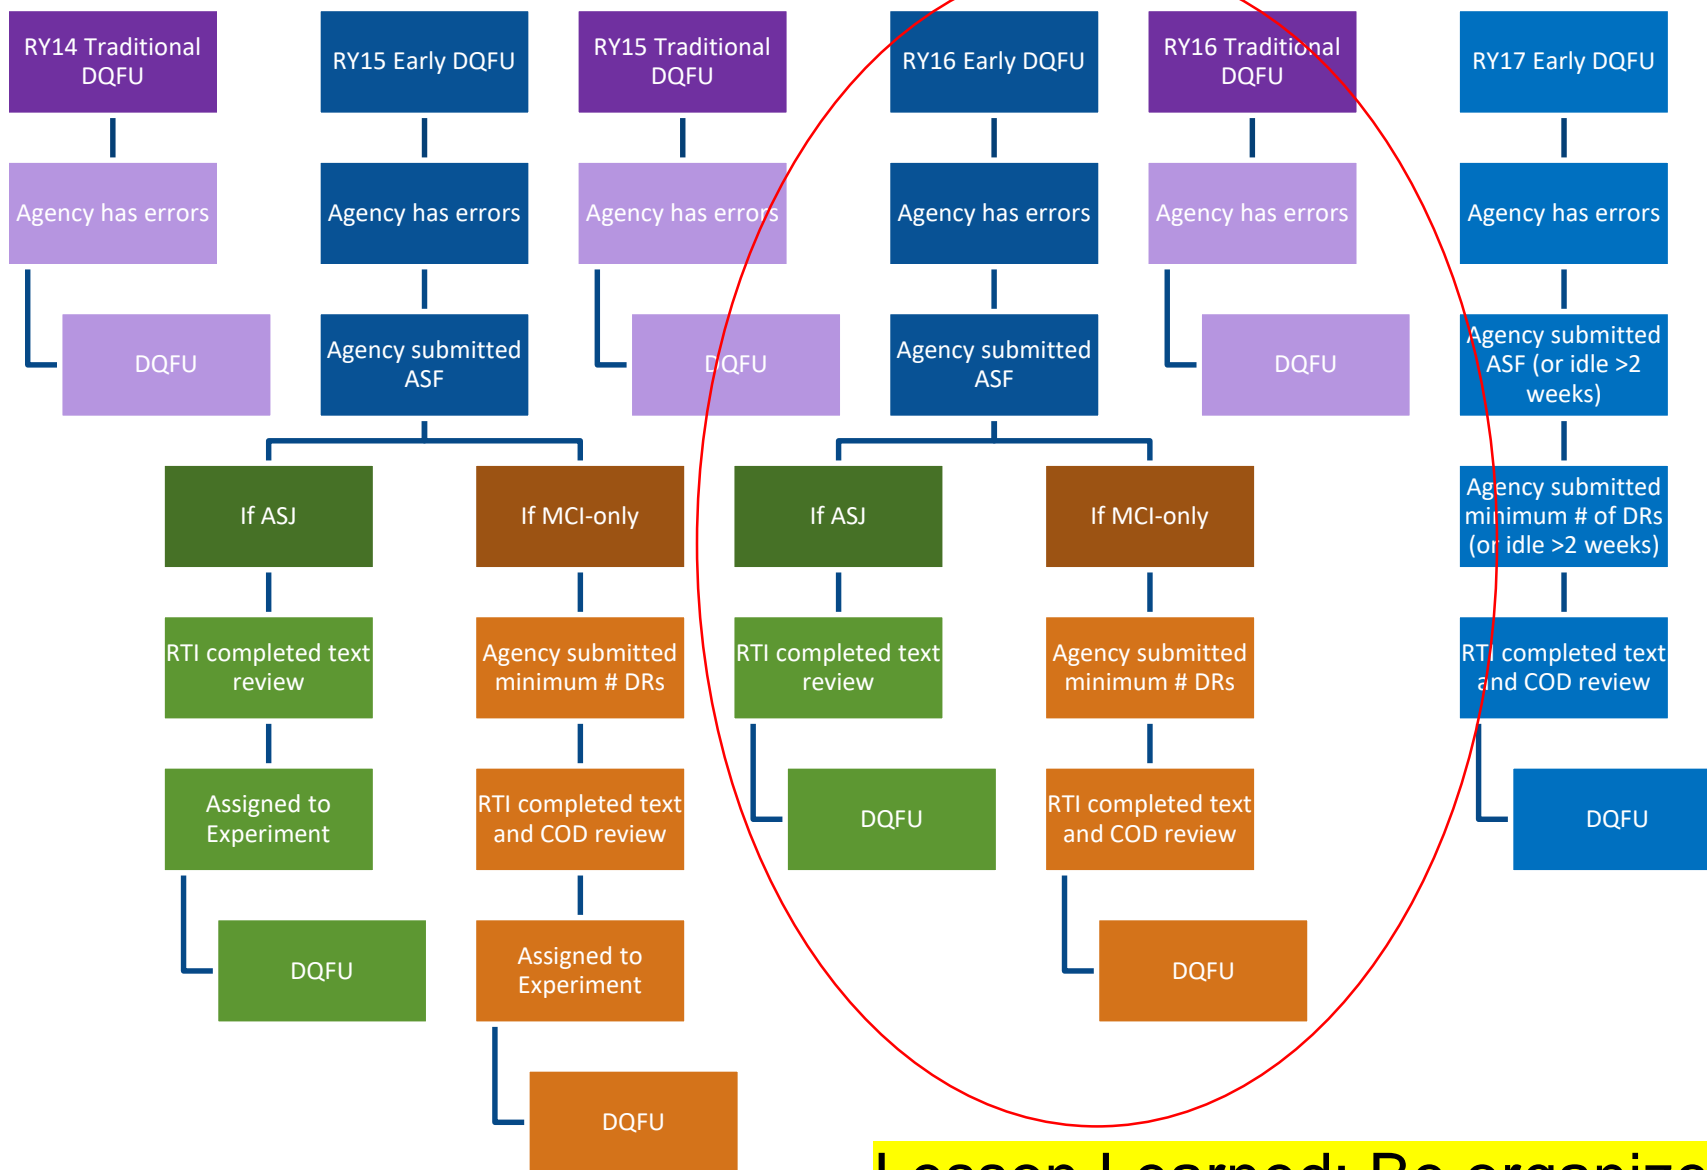 RY14 Traditional
DQFU
Agency has errors
DQFU
RY15 Early DQFU
Agency has errors
Agency submitted
ASF
If ASJ
RTI completed text
review
Assigned to
Experiment
DQFU
If MCI-only
Agency submitted
minimum # DRs
RTI completed text
and COD review
Assigned to
Experiment
DQFU
RY15 Traditional
DQFU
Agency has errors
DQFU
RY16 Early DQFU
Agency has errors
Agency submitted
ASF
If ASJ
RTI completed text
review
DQFU
If MCI-only
Agency submitted
minimum # DRs
RTI completed text
and COD review
DQFU
RY16 Traditional
DQFU
Agency has errors
DQFU
RY17 Early DQFU
Agency has errors
Agency submitted
ASF (or idle >2
weeks)
Agency submitted
minimum # of DRs
(or idle >2 weeks)
RTI completed text
and COD review
DQFU
Lesson Learned: Be organize